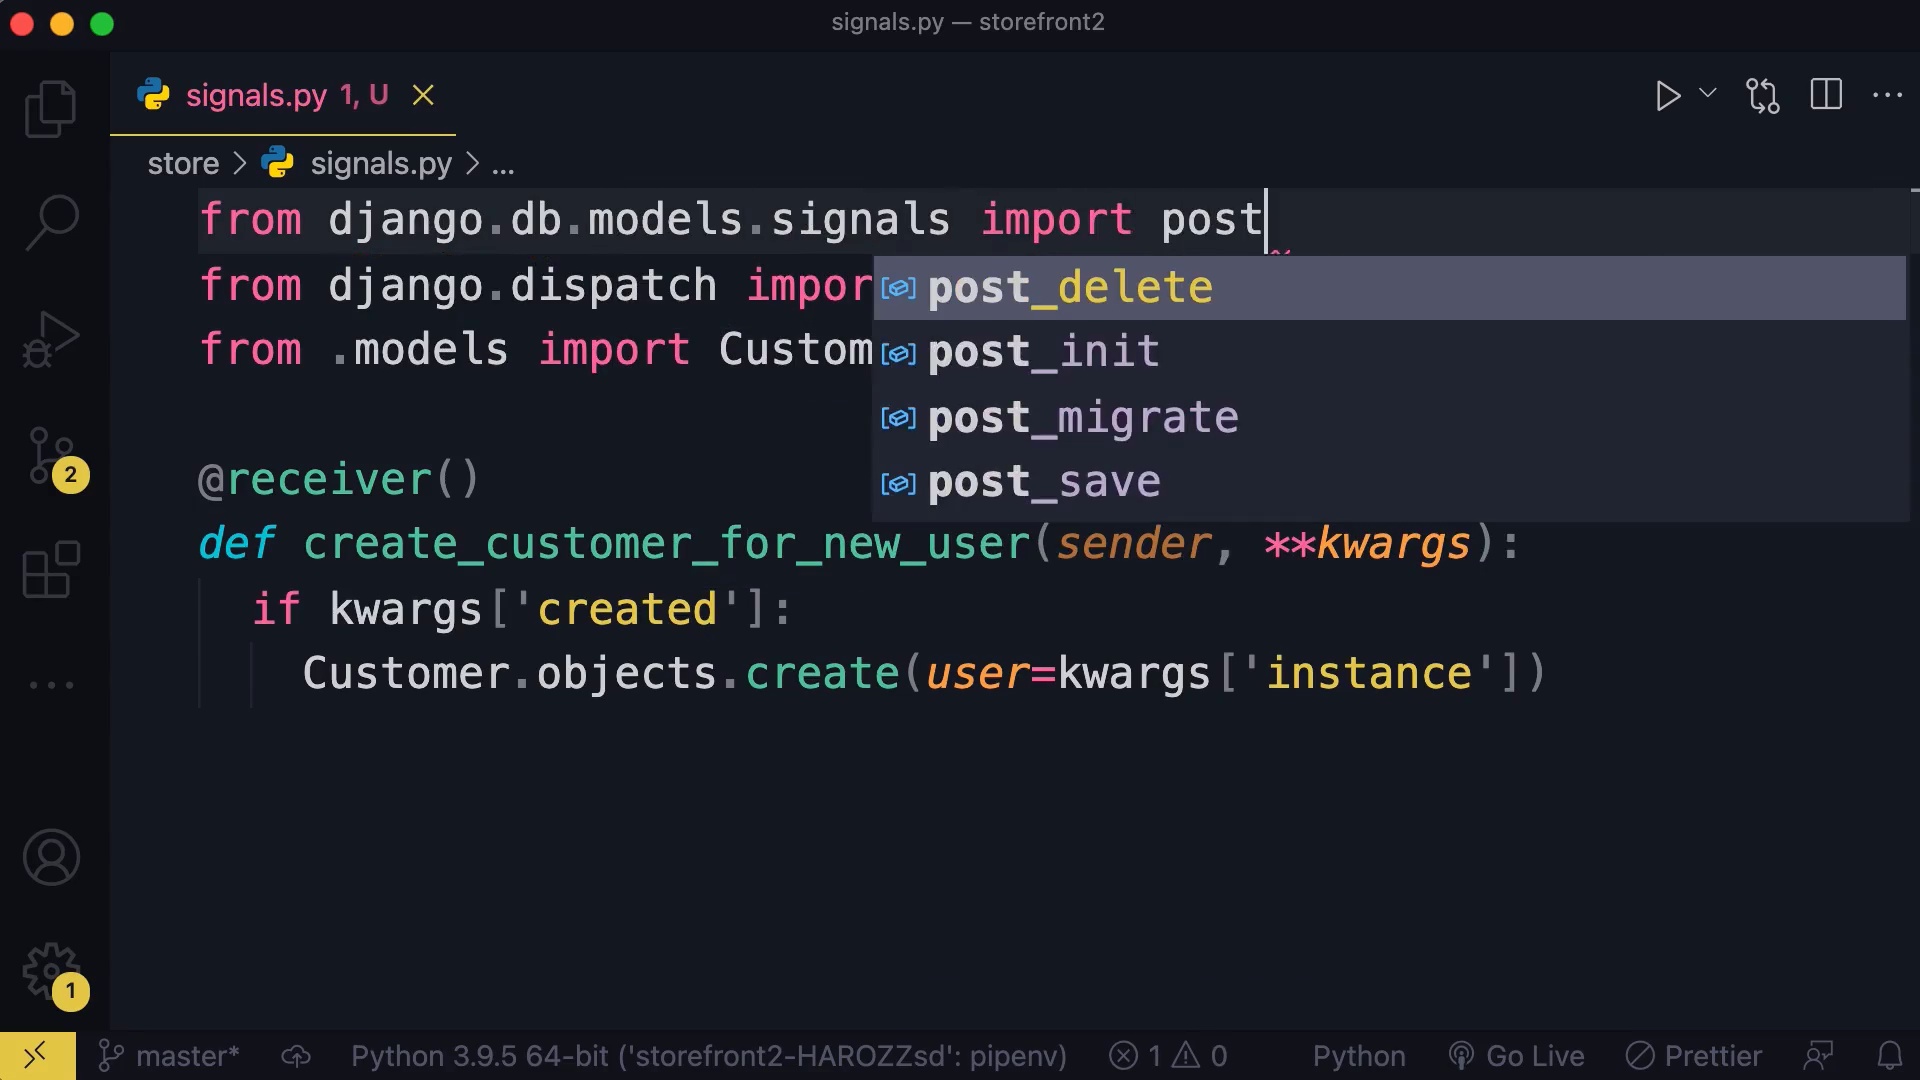 signals.py — storefront2
signals.py 1, U
store > signals.py > ...
from django.db.models.signals import post
from django.dispatch impor
from .models import Custom
post_delete
post_init
post_migrate
post_save
@receiver()
def create_customer_for_new_user(sender, **kwargs):
if kwargs['created']:
Customer.objects.create(user=kwargs['instance'])
2
1
master* Python 3.9.5 64-bit ('storefront2-HAROZZsd': pipenv) 1 0 Python Go Live Prettier